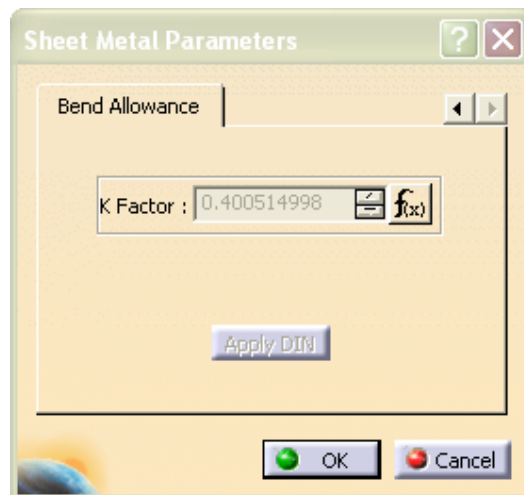 Sheet Metal Parameters
Bend Allowance
K Factor : 0.400514998 f(x)
Apply DIN
OK Cancel